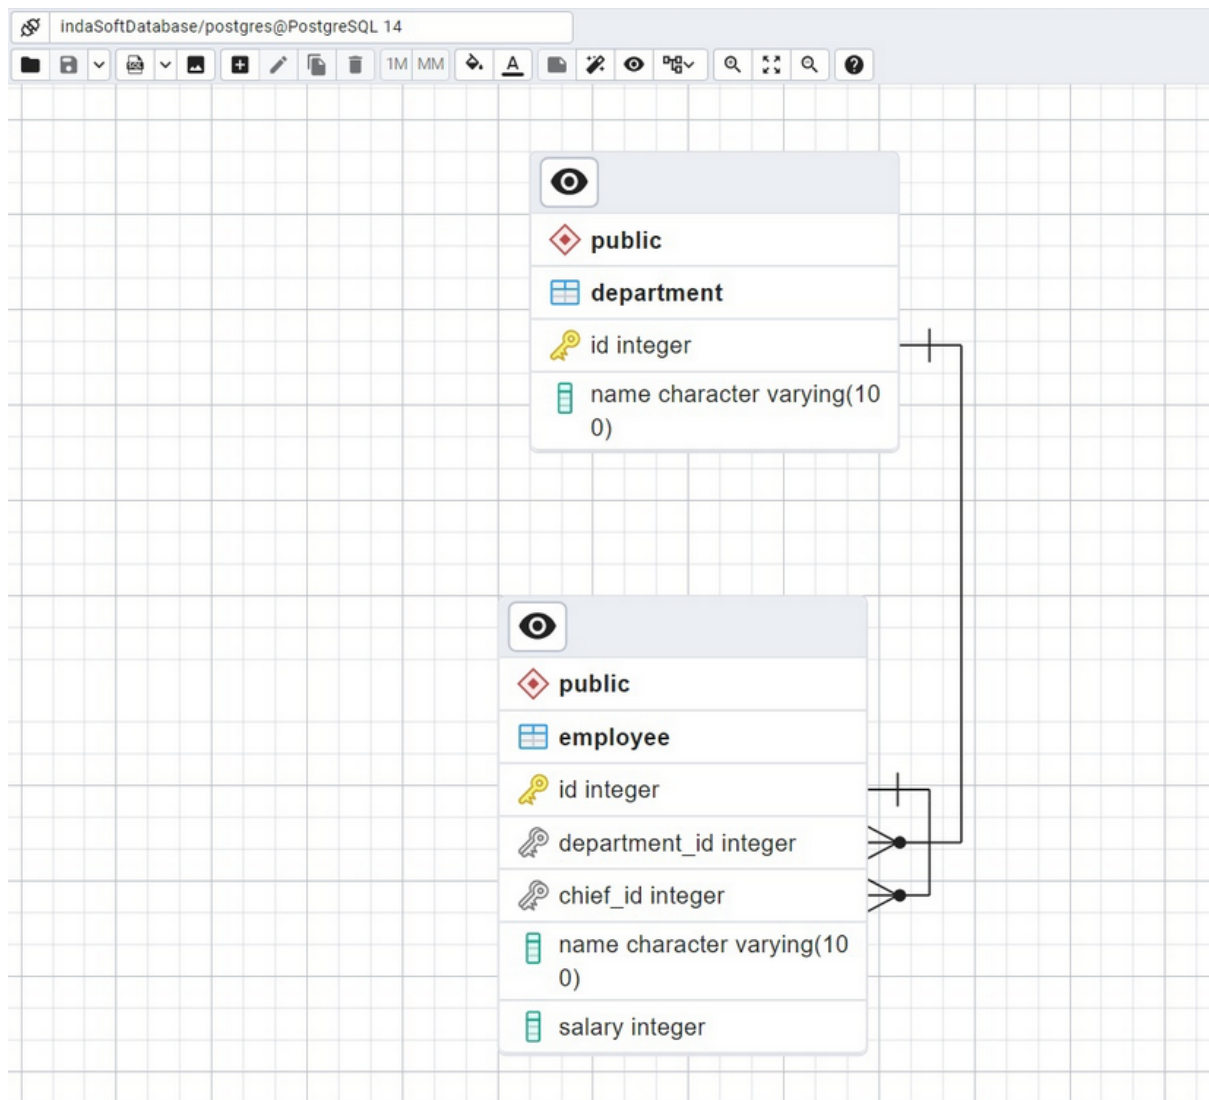 indaSoftDatabase/postgres@PostgreSQL 14
1M MM A ?
public
department
id integer
name character varying(10
0)
public
employee
id integer
department_id integer
chief_id integer
name character varying(10
0)
salary integer